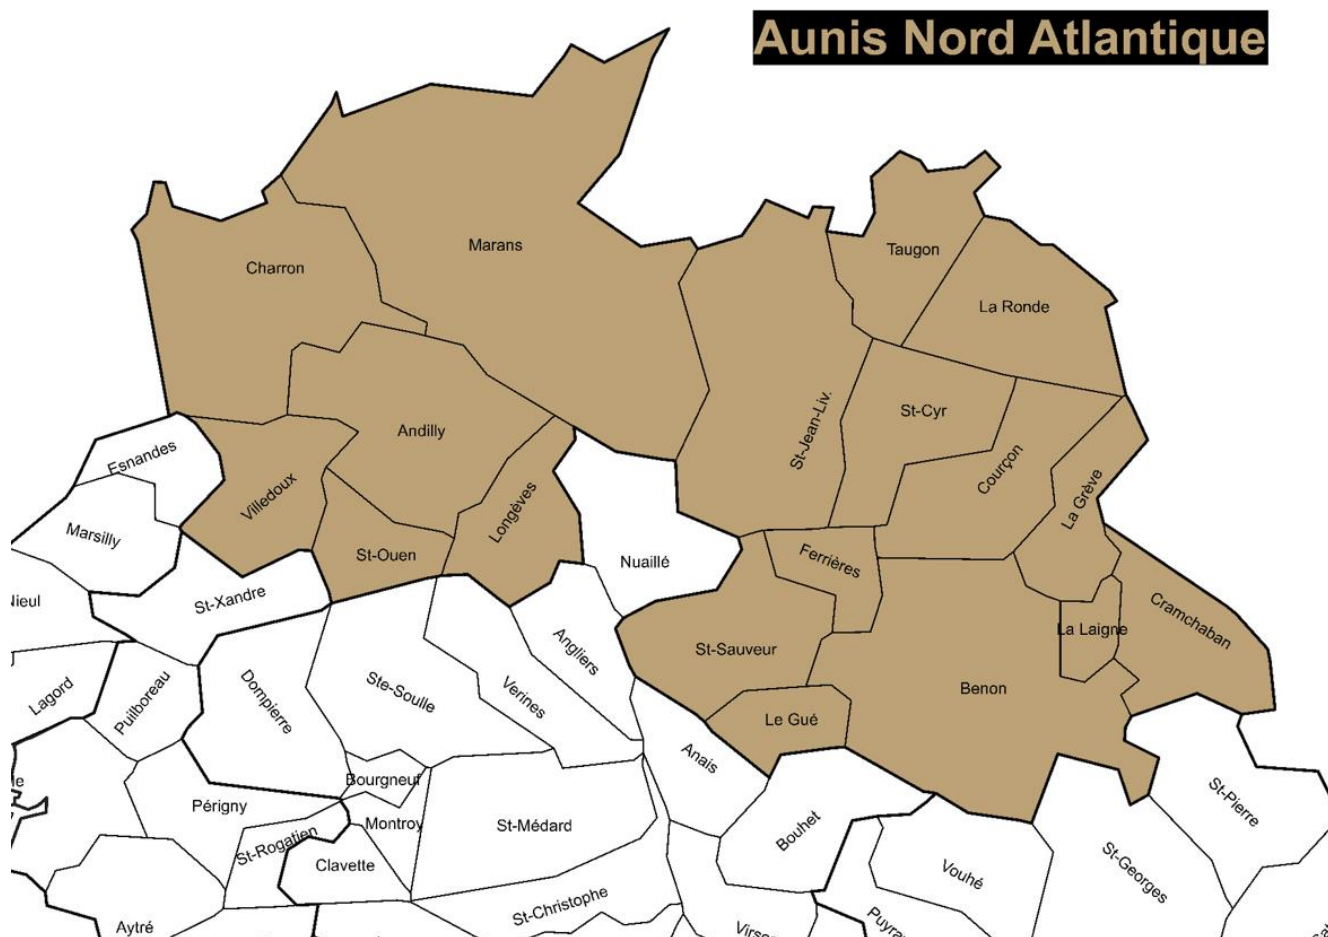 Aunis Nord Atlantique
Marans
Taugon
Charron
La Ronde
St-Jean-Liv.
St-Cyr
Andilly
Esnandes
Courçon
La Grève
Villedoux
Longèves
Marsilly
St-Ouen
Nuaillé
Ferrières
St-Xandre
Cramchaban
La Laigne
Angliers
St-Sauveur
Lagord
Puilboreau
Dompierre
Ste-Soulle
Verines
Benon
Le Gué
Anais
Bourgneuf
Périgny
St-Pierre
Montroy
St-Médard
Bouhet
St-Rogatien
Clavette
St-Georges
Vouhé
St-Christophe
Aytré